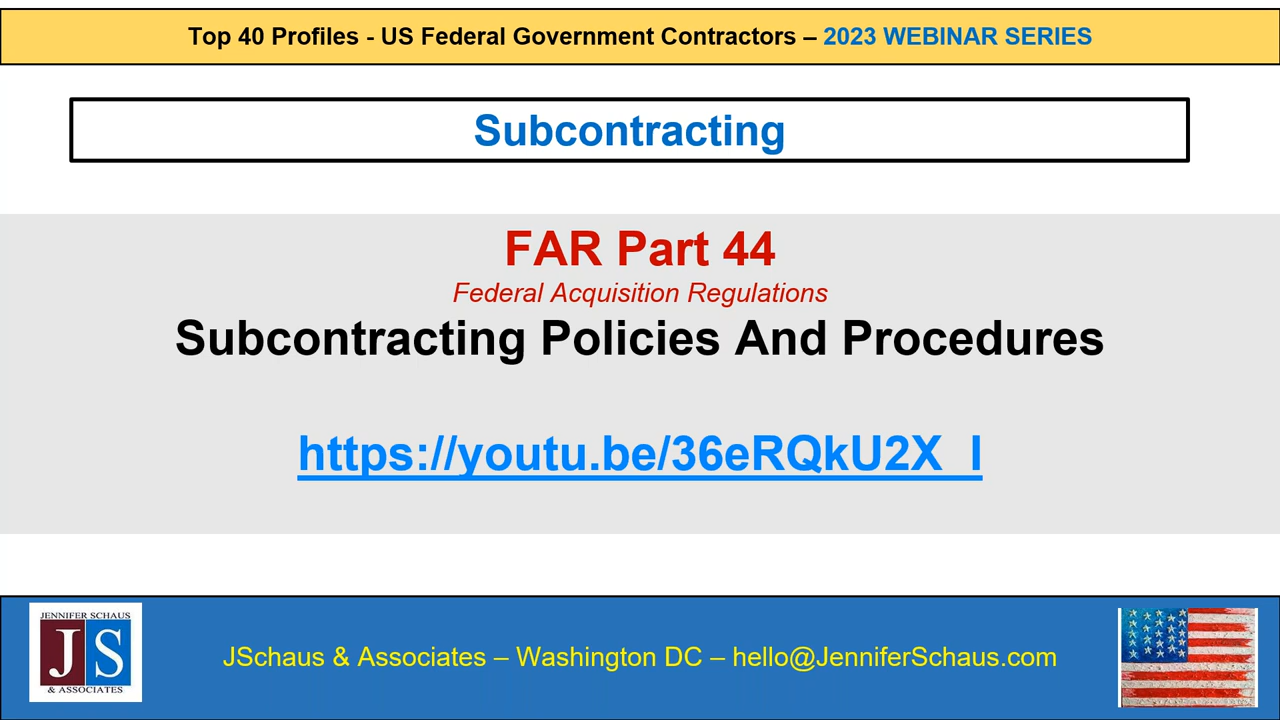 Top 40 Profiles - US Federal Government Contractors – 2023 WEBINAR SERIES
Subcontracting
FAR Part 44
Federal Acquisition Regulations
Subcontracting Policies And Procedures
https://youtu.be/36eRQkU2X_I
JENNIFER SCHAUS
JS
& ASSOCIATES
JSchaus & Associates – Washington DC – hello@JenniferSchaus.com